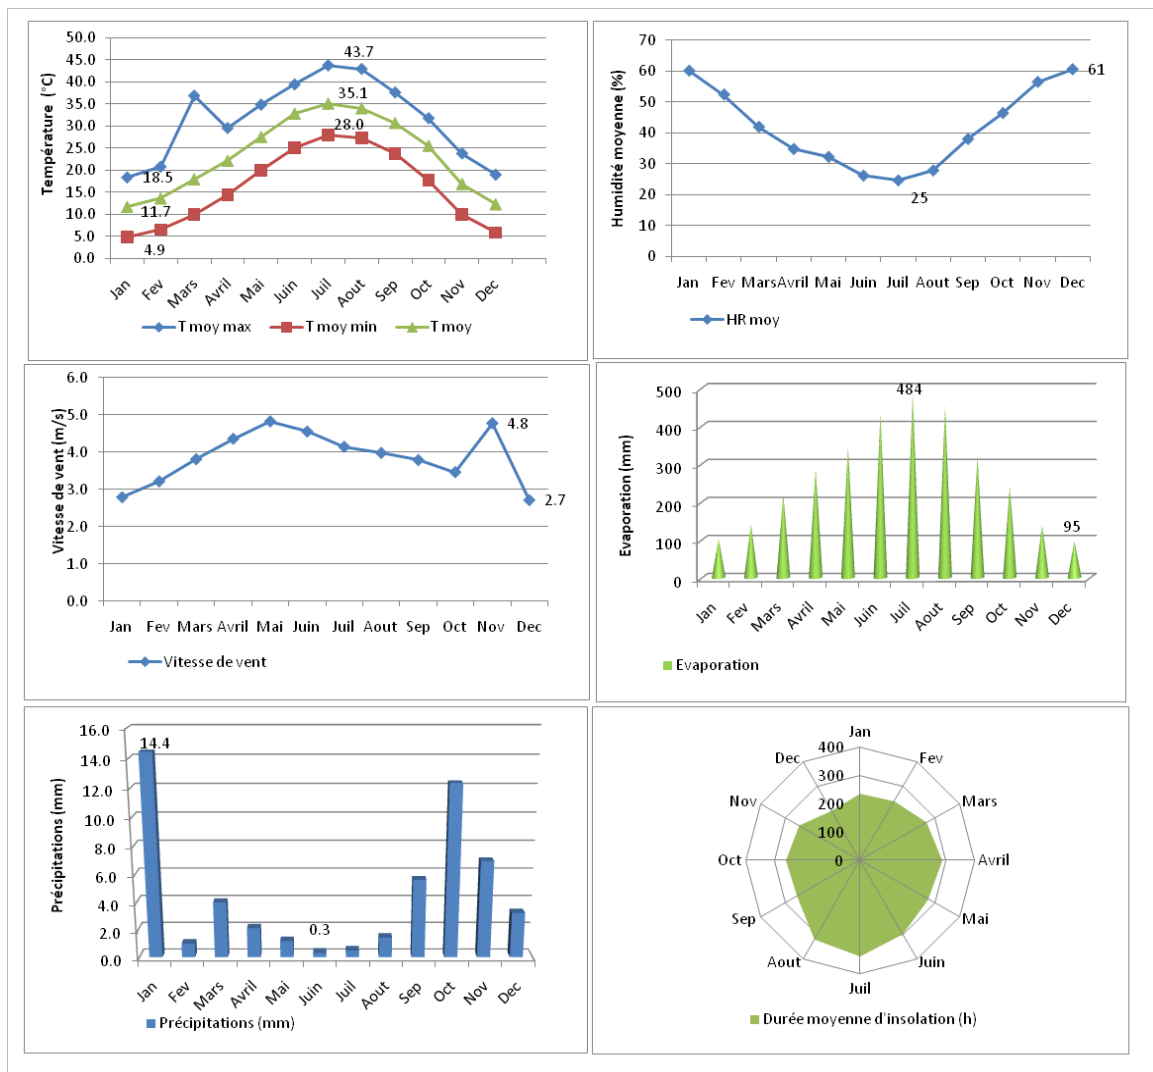 50.0
45.0
40.0
35.0
30.0
25.0
20.0
15.0
10.0
5.0
0.0
Température (°C)
43.7
35.1
28.0
18.5
11.7
4.9
Jan Fev Mars Avril Mai Juin Juil Aout Sep Oct Nov Dec
T moy max T moy min T moy
70
60
50
40
30
20
10
0
Humidité moyenne (%)
61
25
Jan Fev Mars Avril Mai Juin Juil Aout Sep Oct Nov Dec
HR moy
6.0
5.0
4.0
3.0
2.0
1.0
0.0
Vitesse de vent (m/s)
4.8
2.7
Jan Fev Mars Avril Mai Juin Juil Aout Sep Oct Nov Dec
Vitesse de vent
500
400
300
200
100
0
Evaporation (mm)
484
95
Jan Fev Mars Avril Mai Juin Juil Aout Sep Oct Nov Dec
Evaporation
16.0
14.0
12.0
10.0
8.0
6.0
4.0
2.0
0.0
Précipitations (mm)
14.4
0.3
Jan Fev Mars Avril Mai Juin Juil Aout Sep Oct Nov Dec
Précipitations (mm)
Jan
Fev
Mars
Avril
Mai
Juin
Juil
Aout
Sep
Oct
Nov
Dec
400
300
200
100
0
Durée moyenne d'insolation (h)